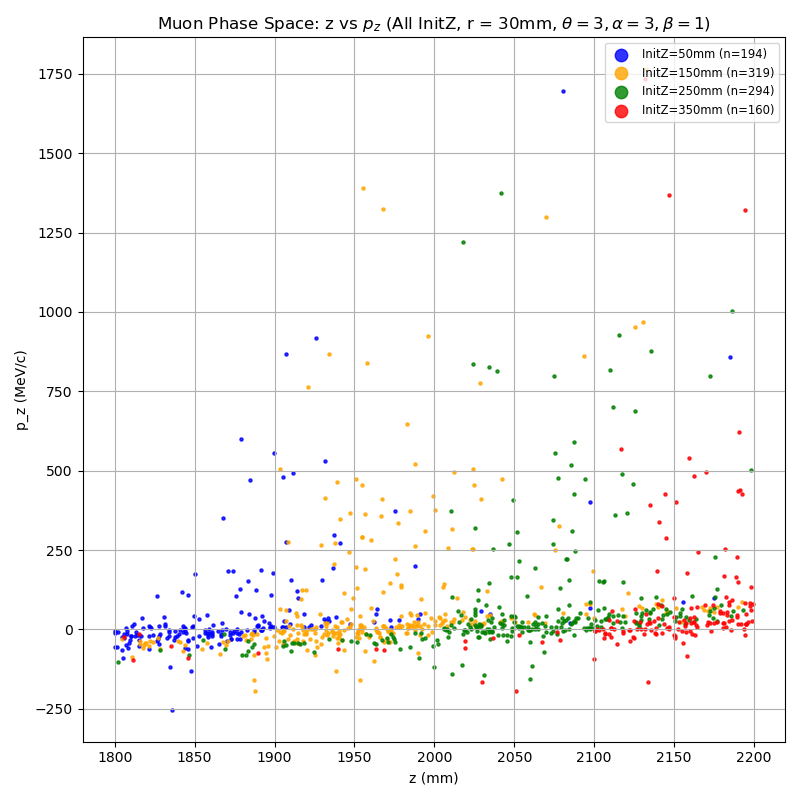 Muon Phase Space: z vs p_z (All InitZ, r = 30mm, θ = 3, α = 3, β = 1)
InitZ=50mm (n=194)
InitZ=150mm (n=319)
InitZ=250mm (n=294)
InitZ=350mm (n=160)
p_z (MeV/c)
1750
1500
1250
1000
750
500
250
0
−250
1800 1850 1900 1950 2000 2050 2100 2150 2200
z (mm)